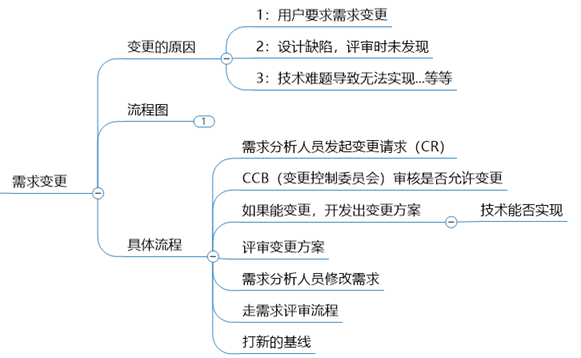 需求变更
变更的原因
1：用户要求需求变更
2：设计缺陷，评审时未发现
3：技术难题导致无法实现...等等
流程图
1
具体流程
需求分析人员发起变更请求（CR）
CCB（变更控制委员会）审核是否允许变更
如果能变更，开发出变更方案
技术能否实现
评审变更方案
需求分析人员修改需求
走需求评审流程
打新的基线